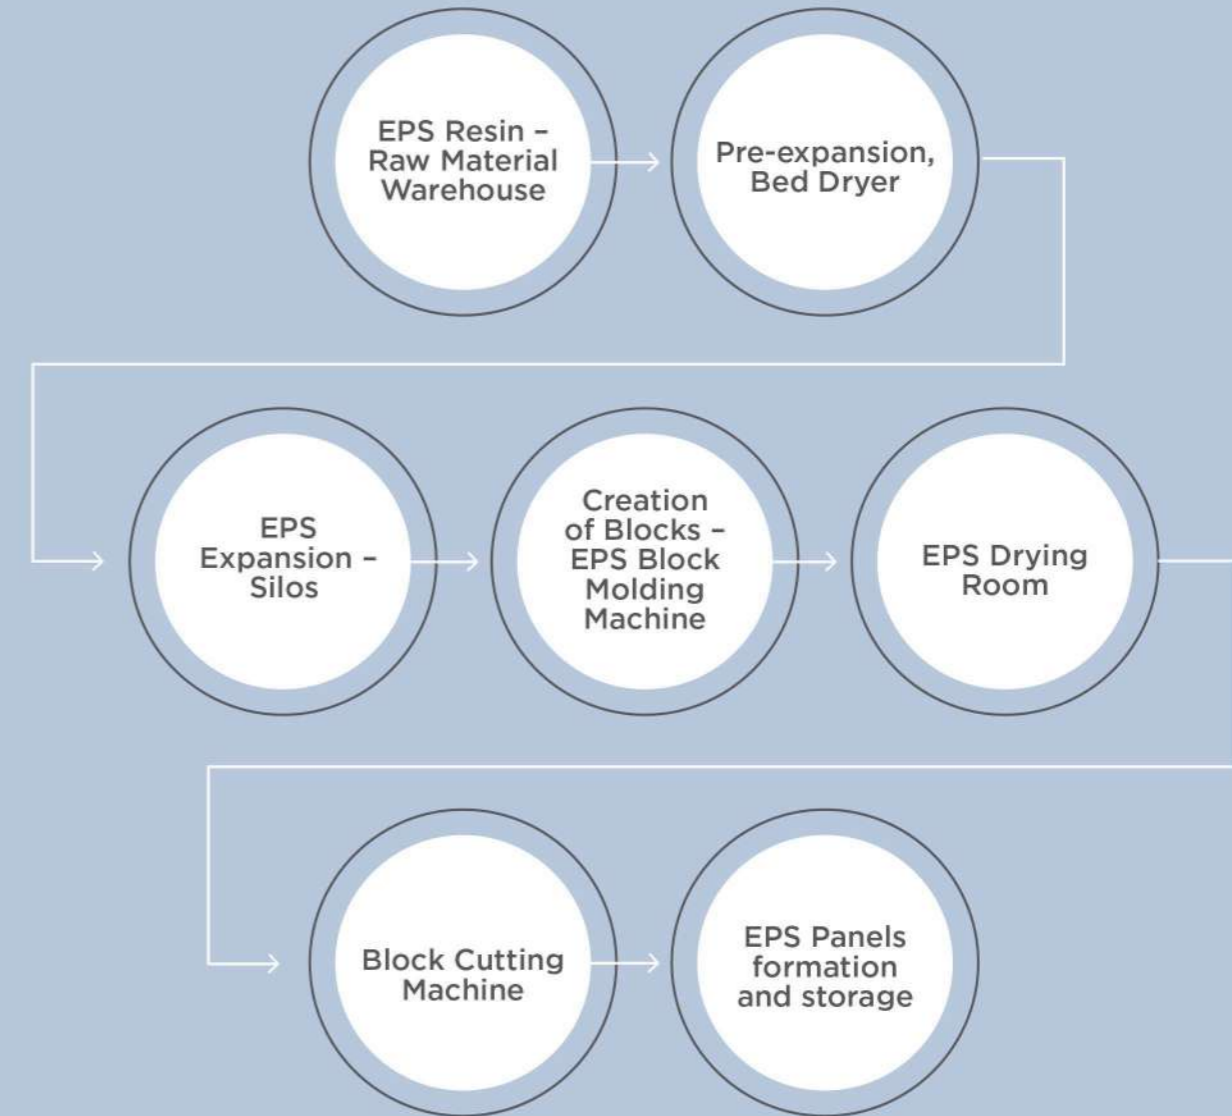 EPS Resin –
Raw Material
Warehouse
Pre-expansion,
Bed Dryer
EPS
Expansion –
Silos
Creation
of Blocks –
EPS Block
Molding
Machine
EPS Drying
Room
Block Cutting
Machine
EPS Panels
formation
and storage